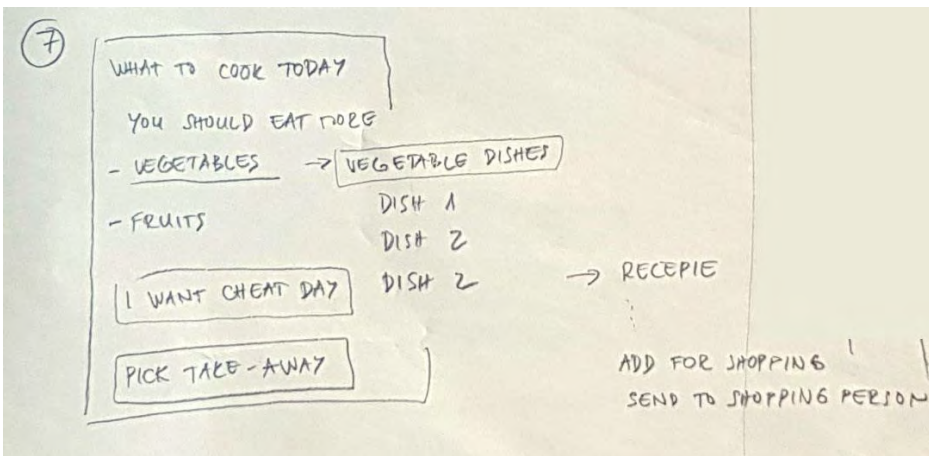 7
WHAT TO COOK TODAY
YOU SHOULD EAT MORE
- VEGETABLES → VEGETABLE DISHES
DISH 1
- FRUITS
DISH 2
DISH 2 → RECEPIE
I WANT CHEAT DAY
PICK TAKE-AWAY
ADD FOR SHOPPING
SEND TO SHOPPING PERSON